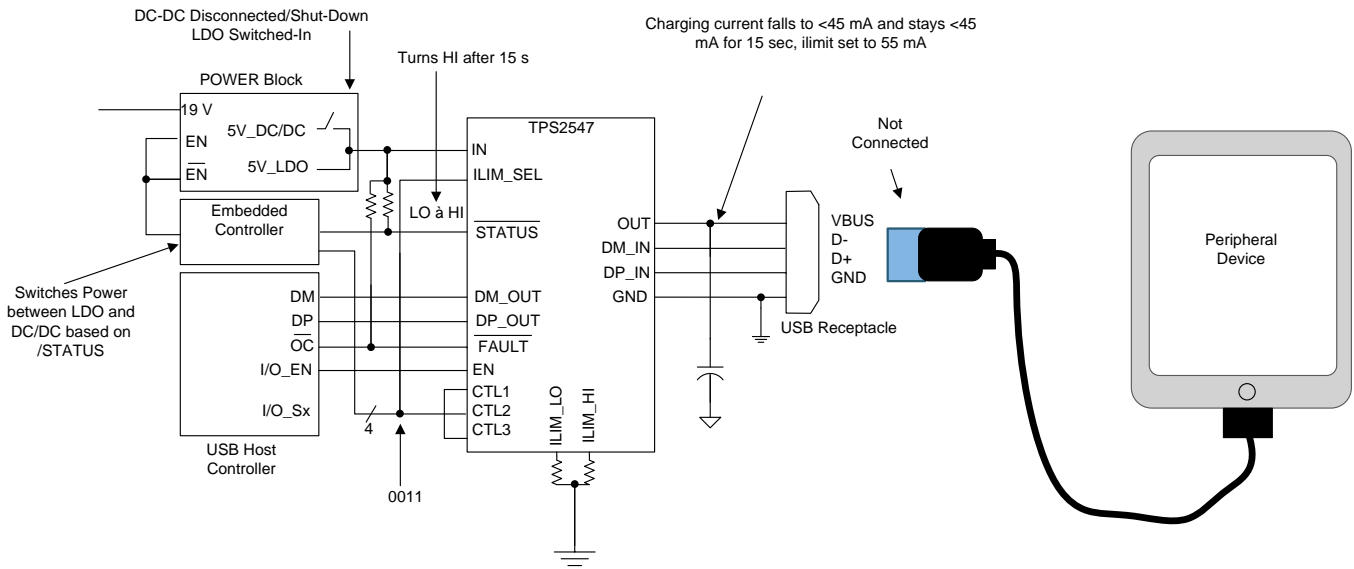 DC-DC Disconnected/Shut-Down
LDO Switched-In
Charging current falls to <45 mA and stays <45
mA for 15 sec, ilimit set to 55 mA
Turns HI after 15 s
POWER Block
19 V
EN
EN
5V_DC/DC
5V_LDO
Embedded
Controller
Switches Power
between LDO and
DC/DC based on
/STATUS
DM
DP
OC
I/O_EN
I/O_Sx
USB Host
Controller
LO à HI
4
0011
TPS2547
IN
ILIM_SEL
STATUS
DM_OUT
DP_OUT
FAULT
EN
CTL1
CTL2
CTL3
ILIM_LO
ILIM_HI
OUT
DM_IN
DP_IN
GND
VBUS
D-
D+
GND
USB Receptacle
Not
Connected
Peripheral
Device